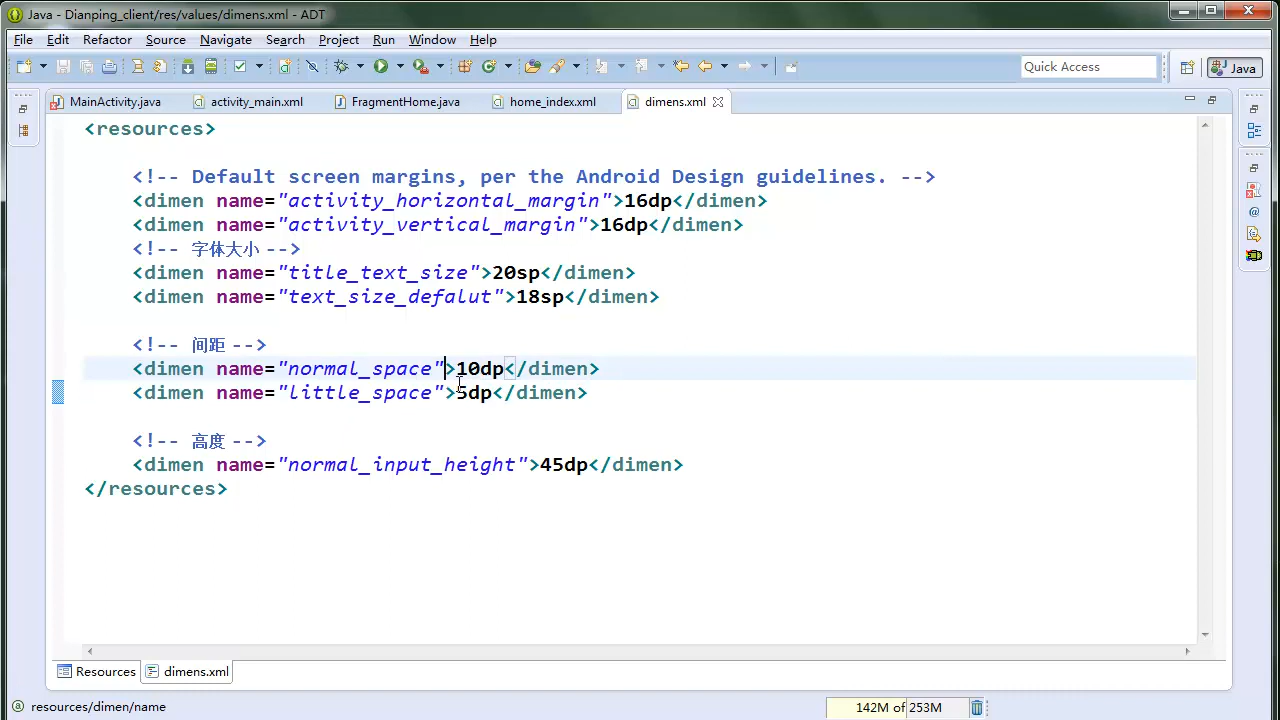 Java - Dianping_client/res/values/dimens.xml - ADT
File Edit Refactor Source Navigate Search Project Run Window Help
Quick Access
Java
MainActivity.java
activity_main.xml
FragmentHome.java
home_index.xml
dimens.xml
<resources>
<!-- Default screen margins, per the Android Design guidelines. -->
<dimen name="activity_horizontal_margin">16dp</dimen>
<dimen name="activity_vertical_margin">16dp</dimen>
<!-- 字体大小 -->
<dimen name="title_text_size">20sp</dimen>
<dimen name="text_size_defalut">18sp</dimen>
<!-- 间距 -->
<dimen name="normal_space">10dp</dimen>
<dimen name="little_space">5dp</dimen>
<!-- 高度 -->
<dimen name="normal_input_height">45dp</dimen>
</resources>
Resources
dimens.xml
resources/dimen/name
142M of 253M